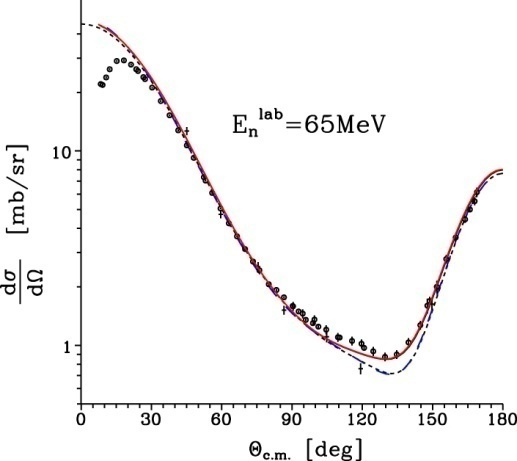 E_n^lab=65MeV
10
1
dσ
dΩ
[mb/sr]
0 30 60 90 120 150 180
Θ_c.m. [deg]